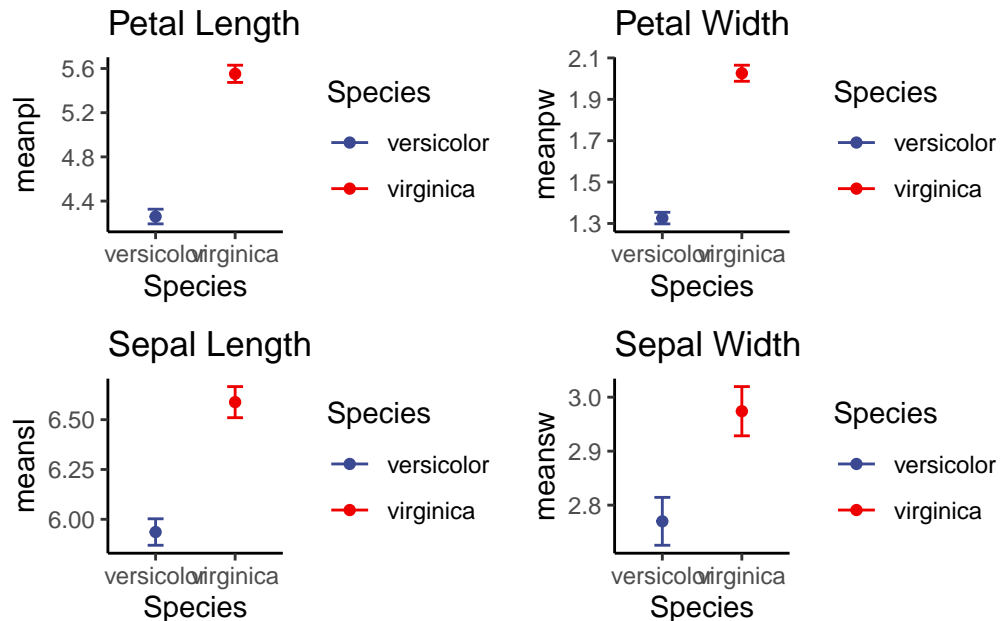 Petal Length
meanpl
5.6
5.2
4.8
4.4
versicolor
virginica
Species
Species
versicolor
virginica
Petal Width
meanpw
2.1
1.9
1.7
1.5
1.3
versicolor
virginica
Species
Species
versicolor
virginica
Sepal Length
meansl
6.50
6.25
6.00
versicolor
virginica
Species
Species
versicolor
virginica
Sepal Width
meansw
3.0
2.9
2.8
versicolor
virginica
Species
Species
versicolor
virginica